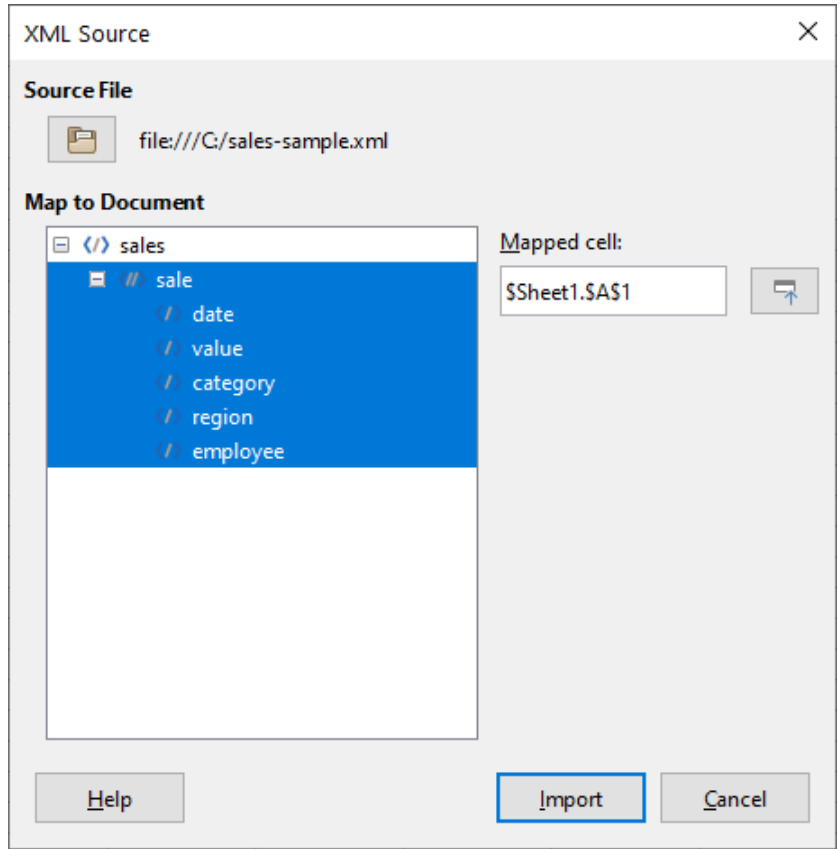 XML Source
Source File
file:///C:/sales-sample.xml
Map to Document
sales
sale
date
value
category
region
employee
Mapped cell:
$Sheet1.$A$1
Help
Import
Cancel